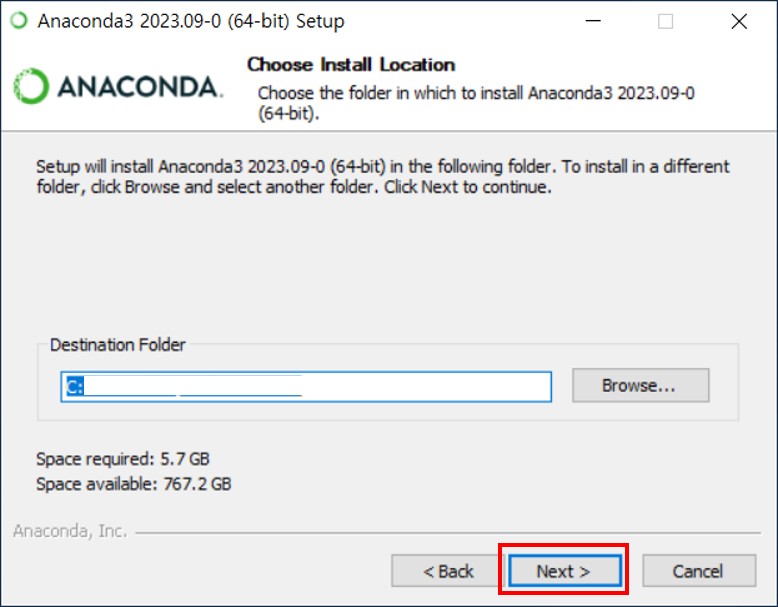 Anaconda3 2023.09-0 (64-bit) Setup
ANACONDA.
Choose Install Location
Choose the folder in which to install Anaconda3 2023.09-0
(64-bit).
Setup will install Anaconda3 2023.09-0 (64-bit) in the following folder. To install in a different
folder, click Browse and select another folder. Click Next to continue.
Destination Folder
C:
Browse...
Space required: 5.7 GB
Space available: 767.2 GB
Anaconda, Inc.
< Back
Next >
Cancel